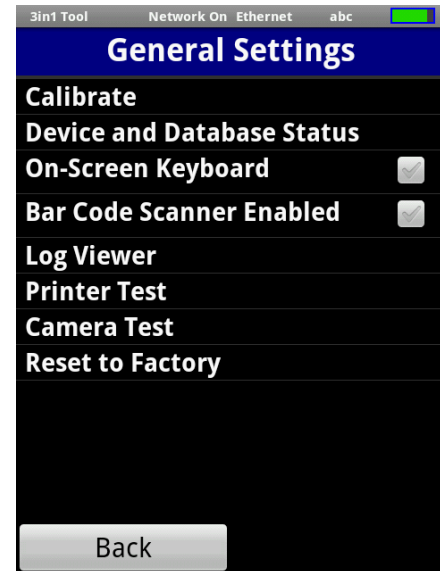 3in1 Tool Network On Ethernet abc
General Settings
Calibrate
Device and Database Status
On-Screen Keyboard
Bar Code Scanner Enabled
Log Viewer
Printer Test
Camera Test
Reset to Factory
Back